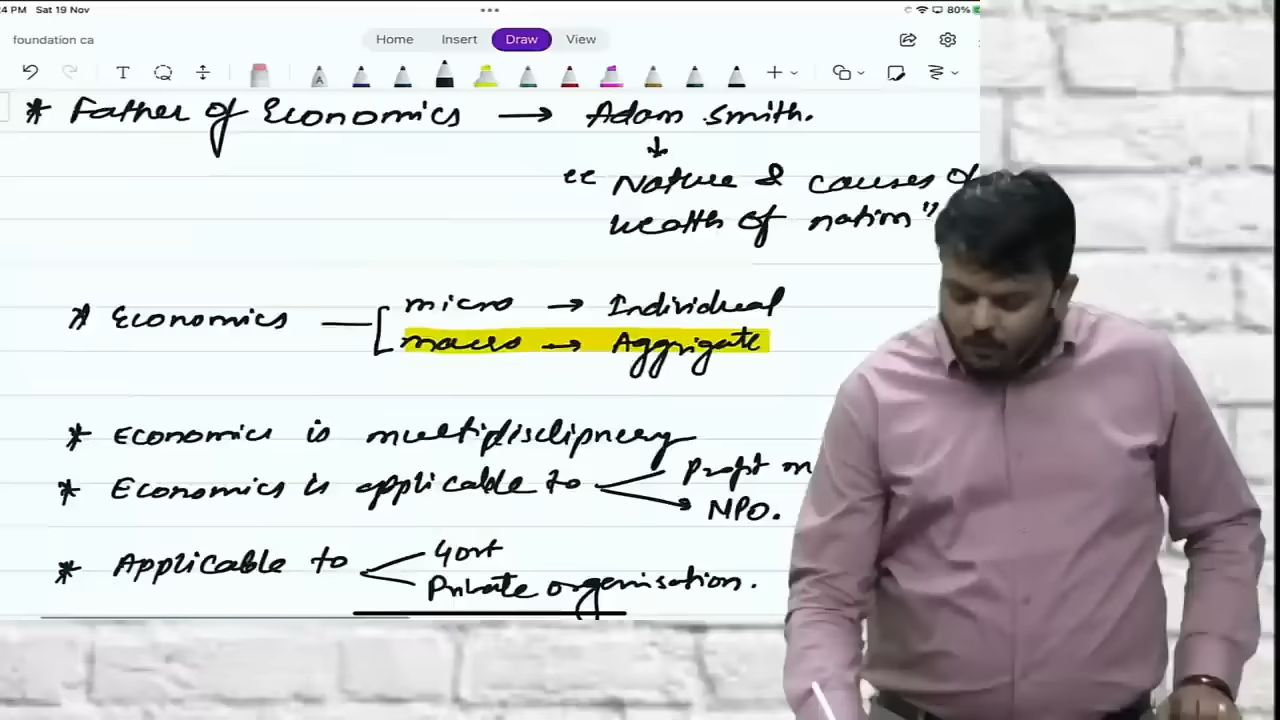 4 PM Sat 19 Nov
80%
foundation ca
Home Insert Draw View
* Father of Economics → Adam Smith.
"Nature & causes of
wealth of nation"
* Economics
micro → Individual
macro → Aggrigate
* Economics is multidisclipneary
* Economics is applicable to
Profit
NPO.
* Applicable to
Govt
Private organisation.